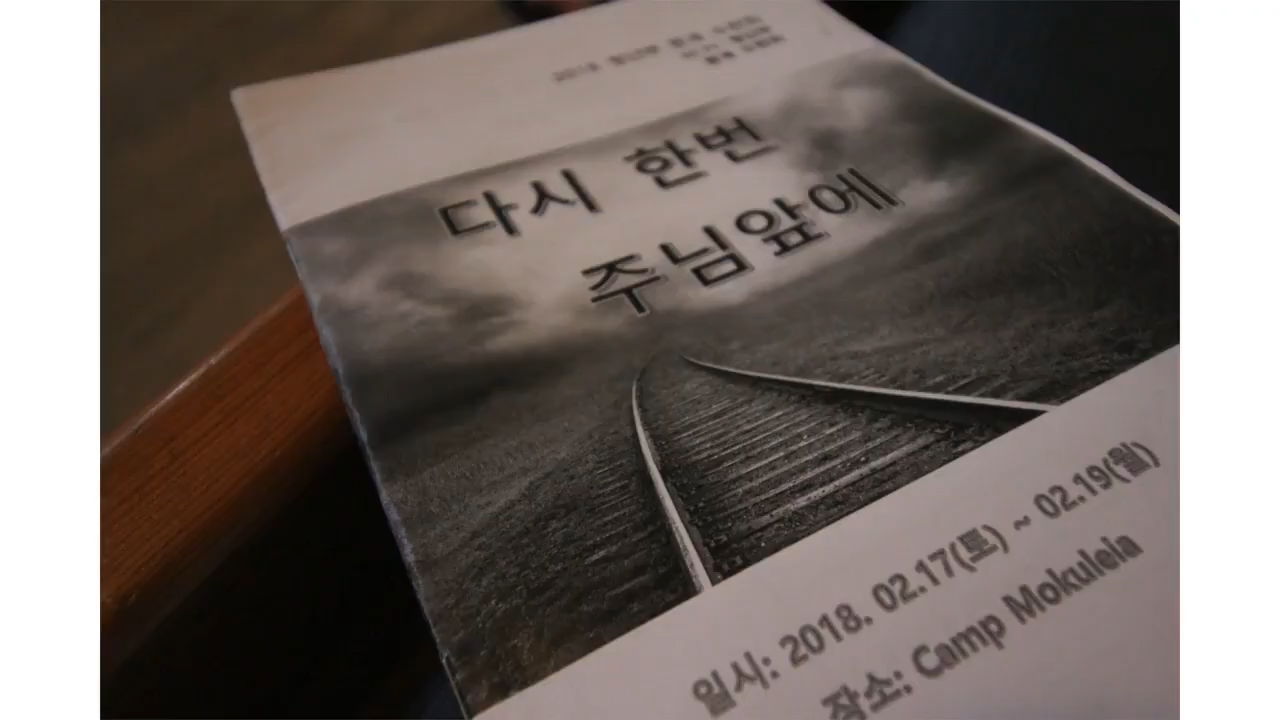 2018
다시 한번
주님앞에
일시: 2018. 02.17(토) ~ 02.19(월)
장소: Camp Mokuleia